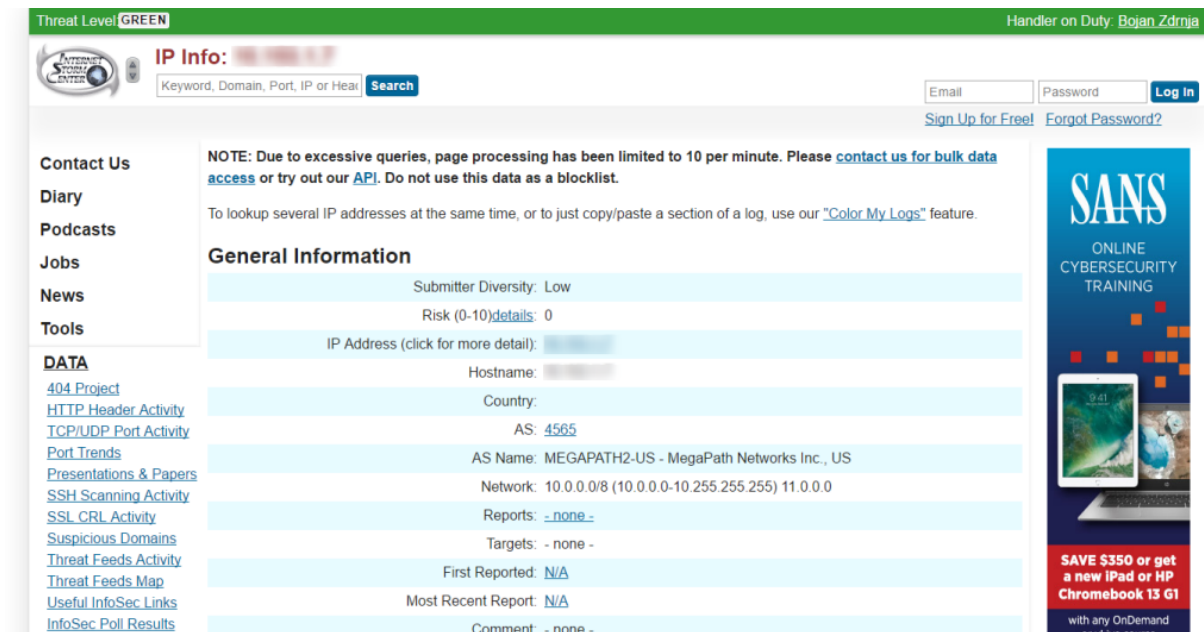 Threat Level: GREEN
Handler on Duty: Bojan Zdrnja
INTERNET
STORM
CENTER
IP Info:
Keyword, Domain, Port, IP or Head
Search
Email
Password
Log In
Sign Up for Free! Forgot Password?
Contact Us
Diary
Podcasts
Jobs
News
Tools
DATA
404 Project
HTTP Header Activity
TCP/UDP Port Activity
Port Trends
Presentations & Papers
SSH Scanning Activity
SSL CRL Activity
Suspicious Domains
Threat Feeds Activity
Threat Feeds Map
Useful InfoSec Links
InfoSec Poll Results
NOTE: Due to excessive queries, page processing has been limited to 10 per minute. Please contact us for bulk data
access or try out our API. Do not use this data as a blocklist.
To lookup several IP addresses at the same time, or to just copy/paste a section of a log, use our "Color My Logs" feature.
General Information
Submitter Diversity: Low
Risk (0-10)details: 0
IP Address (click for more detail):
Hostname:
Country:
AS: 4565
AS Name: MEGAPATH2-US - MegaPath Networks Inc., US
Network: 10.0.0.0/8 (10.0.0.0-10.255.255.255) 11.0.0.0
Reports: - none -
Targets: - none -
First Reported: N/A
Most Recent Report: N/A
Comment: - none -
SANS
ONLINE
CYBERSECURITY
TRAINING
9:41
SAVE $350 or get
a new iPad or HP
Chromebook 13 G1
with any OnDemand